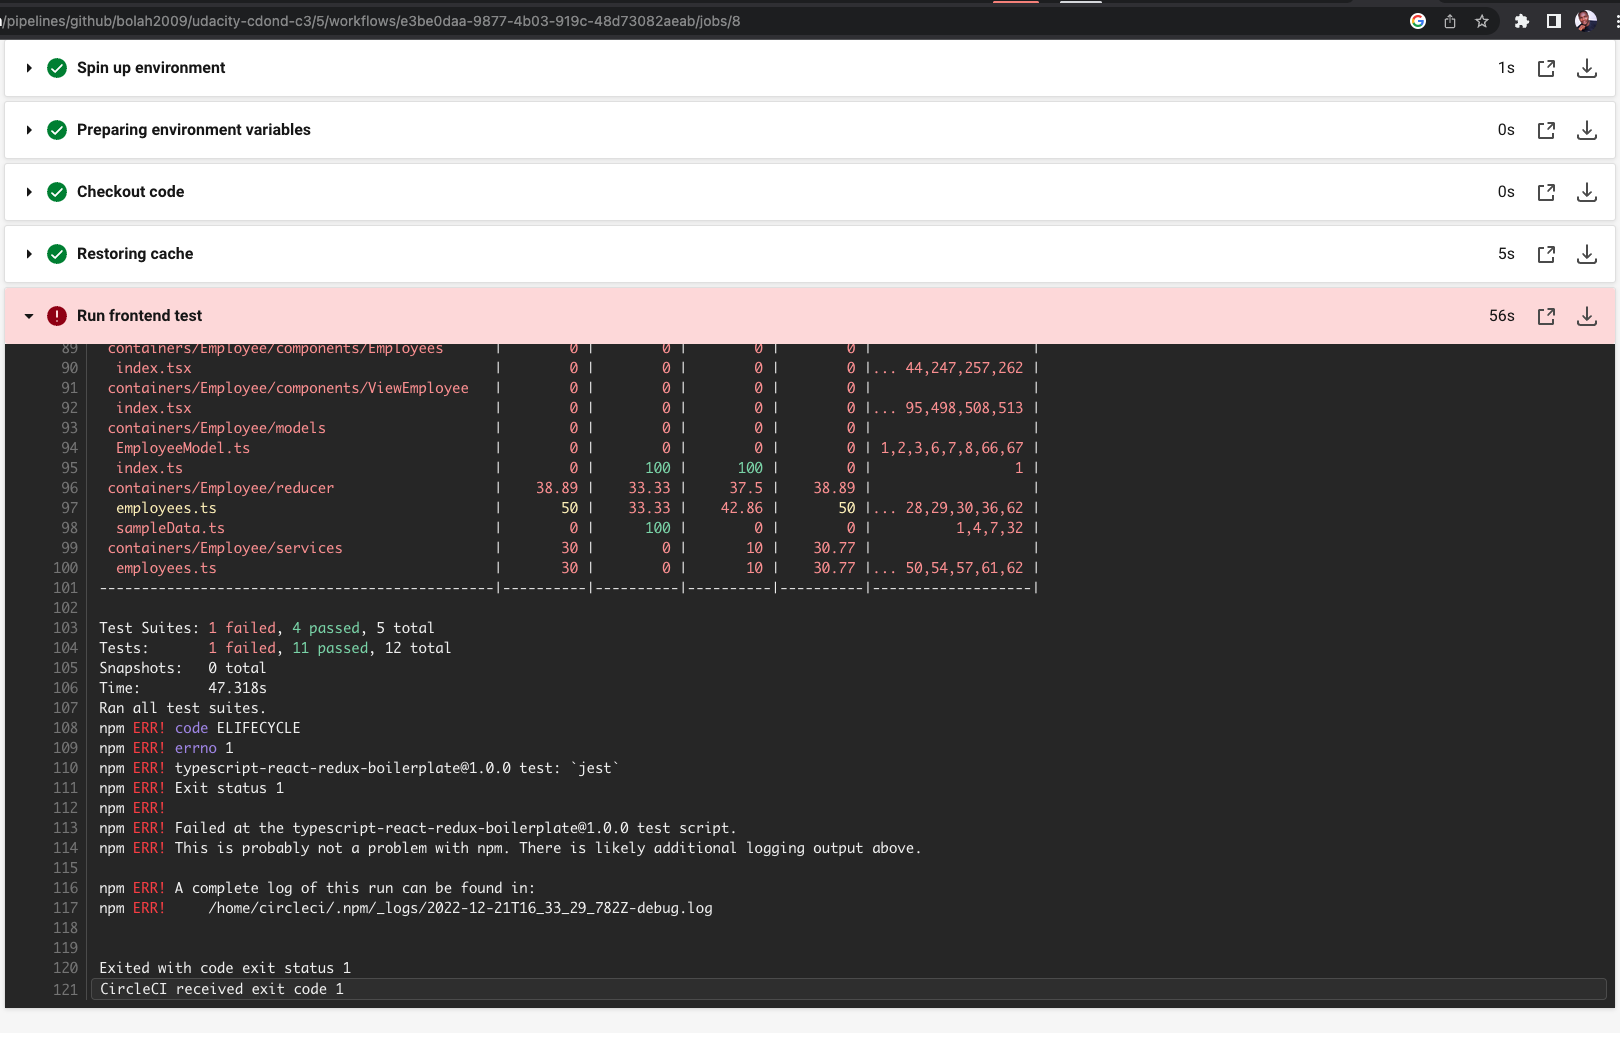 /pipelines/github/bolah2009/udacity-cdond-c3/5/workflows/e3be0daa-9877-4b03-919c-48d73082aeab/jobs/8
Spin up environment 1s
Preparing environment variables 0s
Checkout code 0s
Restoring cache 5s
Run frontend test 56s
89 containers/Employee/components/Employees | 0 | 0 | 0 | 0 | |
90 index.tsx | 0 | 0 | 0 | 0 |... 44,247,257,262 |
91 containers/Employee/components/ViewEmployee | 0 | 0 | 0 | 0 | |
92 index.tsx | 0 | 0 | 0 | 0 |... 95,498,508,513 |
93 containers/Employee/models | 0 | 0 | 0 | 0 | |
94 EmployeeModel.ts | 0 | 0 | 0 | 0 | 1,2,3,6,7,8,66,67 |
95 index.ts | 0 | 100 | 100 | 0 | 1 |
96 containers/Employee/reducer | 38.89 | 33.33 | 37.5 | 38.89 | |
97 employees.ts | 50 | 33.33 | 42.86 | 50 |... 28,29,30,36,62 |
98 sampleData.ts | 0 | 100 | 0 | 0 | 1,4,7,32 |
99 containers/Employee/services | 30 | 0 | 10 | 30.77 | |
100 employees.ts | 30 | 0 | 10 | 30.77 |... 50,54,57,61,62 |
101 -----------------------------------------------|----------|----------|----------|----------|-------------------|
102
103 Test Suites: 1 failed, 4 passed, 5 total
104 Tests: 1 failed, 11 passed, 12 total
105 Snapshots: 0 total
106 Time: 47.318s
107 Ran all test suites.
108 npm ERR! code ELIFECYCLE
109 npm ERR! errno 1
110 npm ERR! typescript-react-redux-boilerplate@1.0.0 test: `jest`
111 npm ERR! Exit status 1
112 npm ERR!
113 npm ERR! Failed at the typescript-react-redux-boilerplate@1.0.0 test script.
114 npm ERR! This is probably not a problem with npm. There is likely additional logging output above.
115
116 npm ERR! A complete log of this run can be found in:
117 npm ERR! /home/circleci/.npm/_logs/2022-12-21T16_33_29_782Z-debug.log
118
119
120 Exited with code exit status 1
121 CircleCI received exit code 1